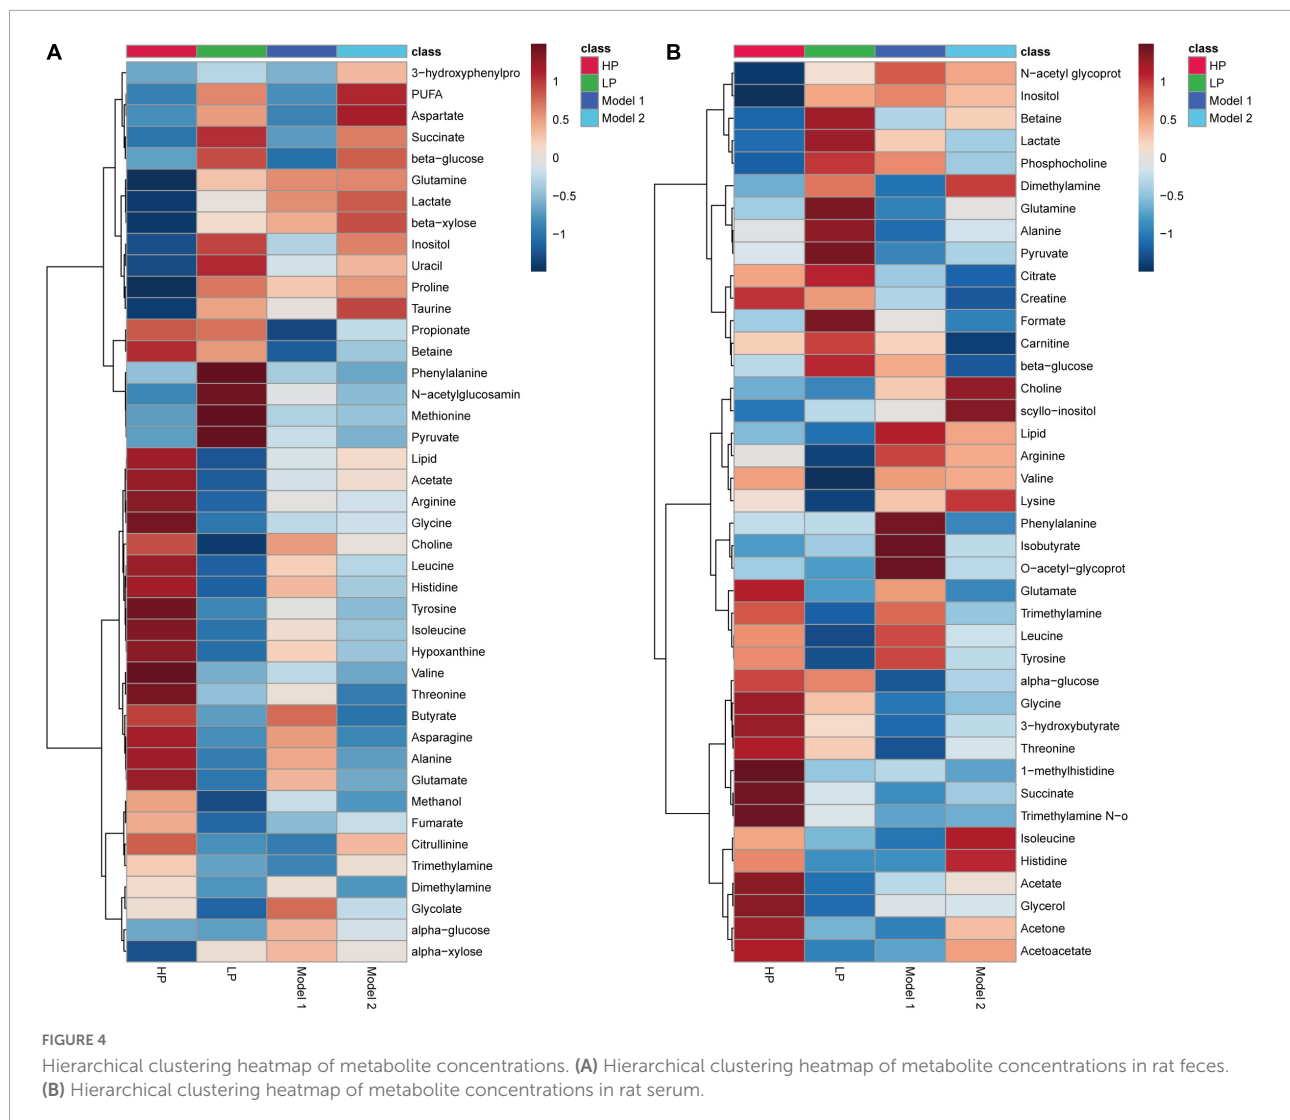 A
class
3-hydroxyphenylpro
PUFA
Aspartate
Succinate
beta-glucose
Glutamine
Lactate
beta-xylose
Inositol
Uracil
Proline
Taurine
Propionate
Betaine
Phenylalanine
N-acetylglucosamin
Methionine
Pyruvate
Lipid
Acetate
Arginine
Glycine
Choline
Leucine
Histidine
Tyrosine
Isoleucine
Hypoxanthine
Valine
Threonine
Butyrate
Asparagine
Alanine
Glutamate
Methanol
Fumarate
Citrullinine
Trimethylamine
Dimethylamine
Glycolate
alpha-glucose
alpha-xylose
HP
LP
Model 1
Model 2
1
0.5
0
-0.5
-1
class
HP
LP
Model 1
Model 2
B
class
N-acetyl glycoprot
Inositol
Betaine
Lactate
Phosphocholine
Dimethylamine
Glutamine
Alanine
Pyruvate
Citrate
Creatine
Formate
Carnitine
beta-glucose
Choline
scyllo-inositol
Lipid
Arginine
Valine
Lysine
Phenylalanine
Isobutyrate
O-acetyl-glycoprot
Glutamate
Trimethylamine
Leucine
Tyrosine
alpha-glucose
Glycine
3-hydroxybutyrate
Threonine
1-methylhistidine
Succinate
Trimethylamine N-o
Isoleucine
Histidine
Acetate
Glycerol
Acetone
Acetoacetate
HP
LP
Model 1
Model 2
1
0.5
0
-0.5
-1
class
HP
LP
Model 1
Model 2
FIGURE 4
Hierarchical clustering heatmap of metabolite concentrations. (A) Hierarchical clustering heatmap of metabolite concentrations in rat feces.
(B) Hierarchical clustering heatmap of metabolite concentrations in rat serum.